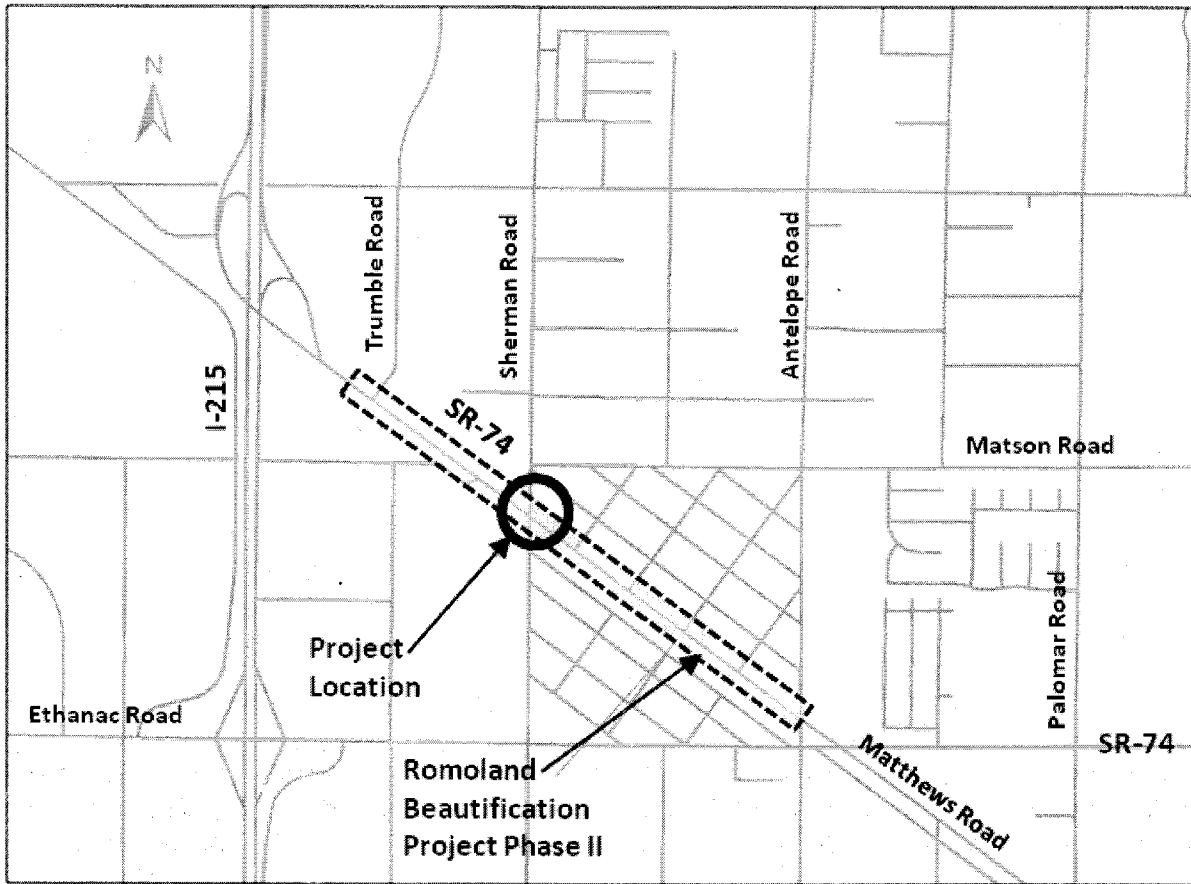 N
Trumble Road
Sherman Road
Antelope Road
I-215
SR-74
Matson Road
Project
Location
Palomar Road
Ethanac Road
SR-74
Matthews Road
Romoland
Beautification
Project Phase II